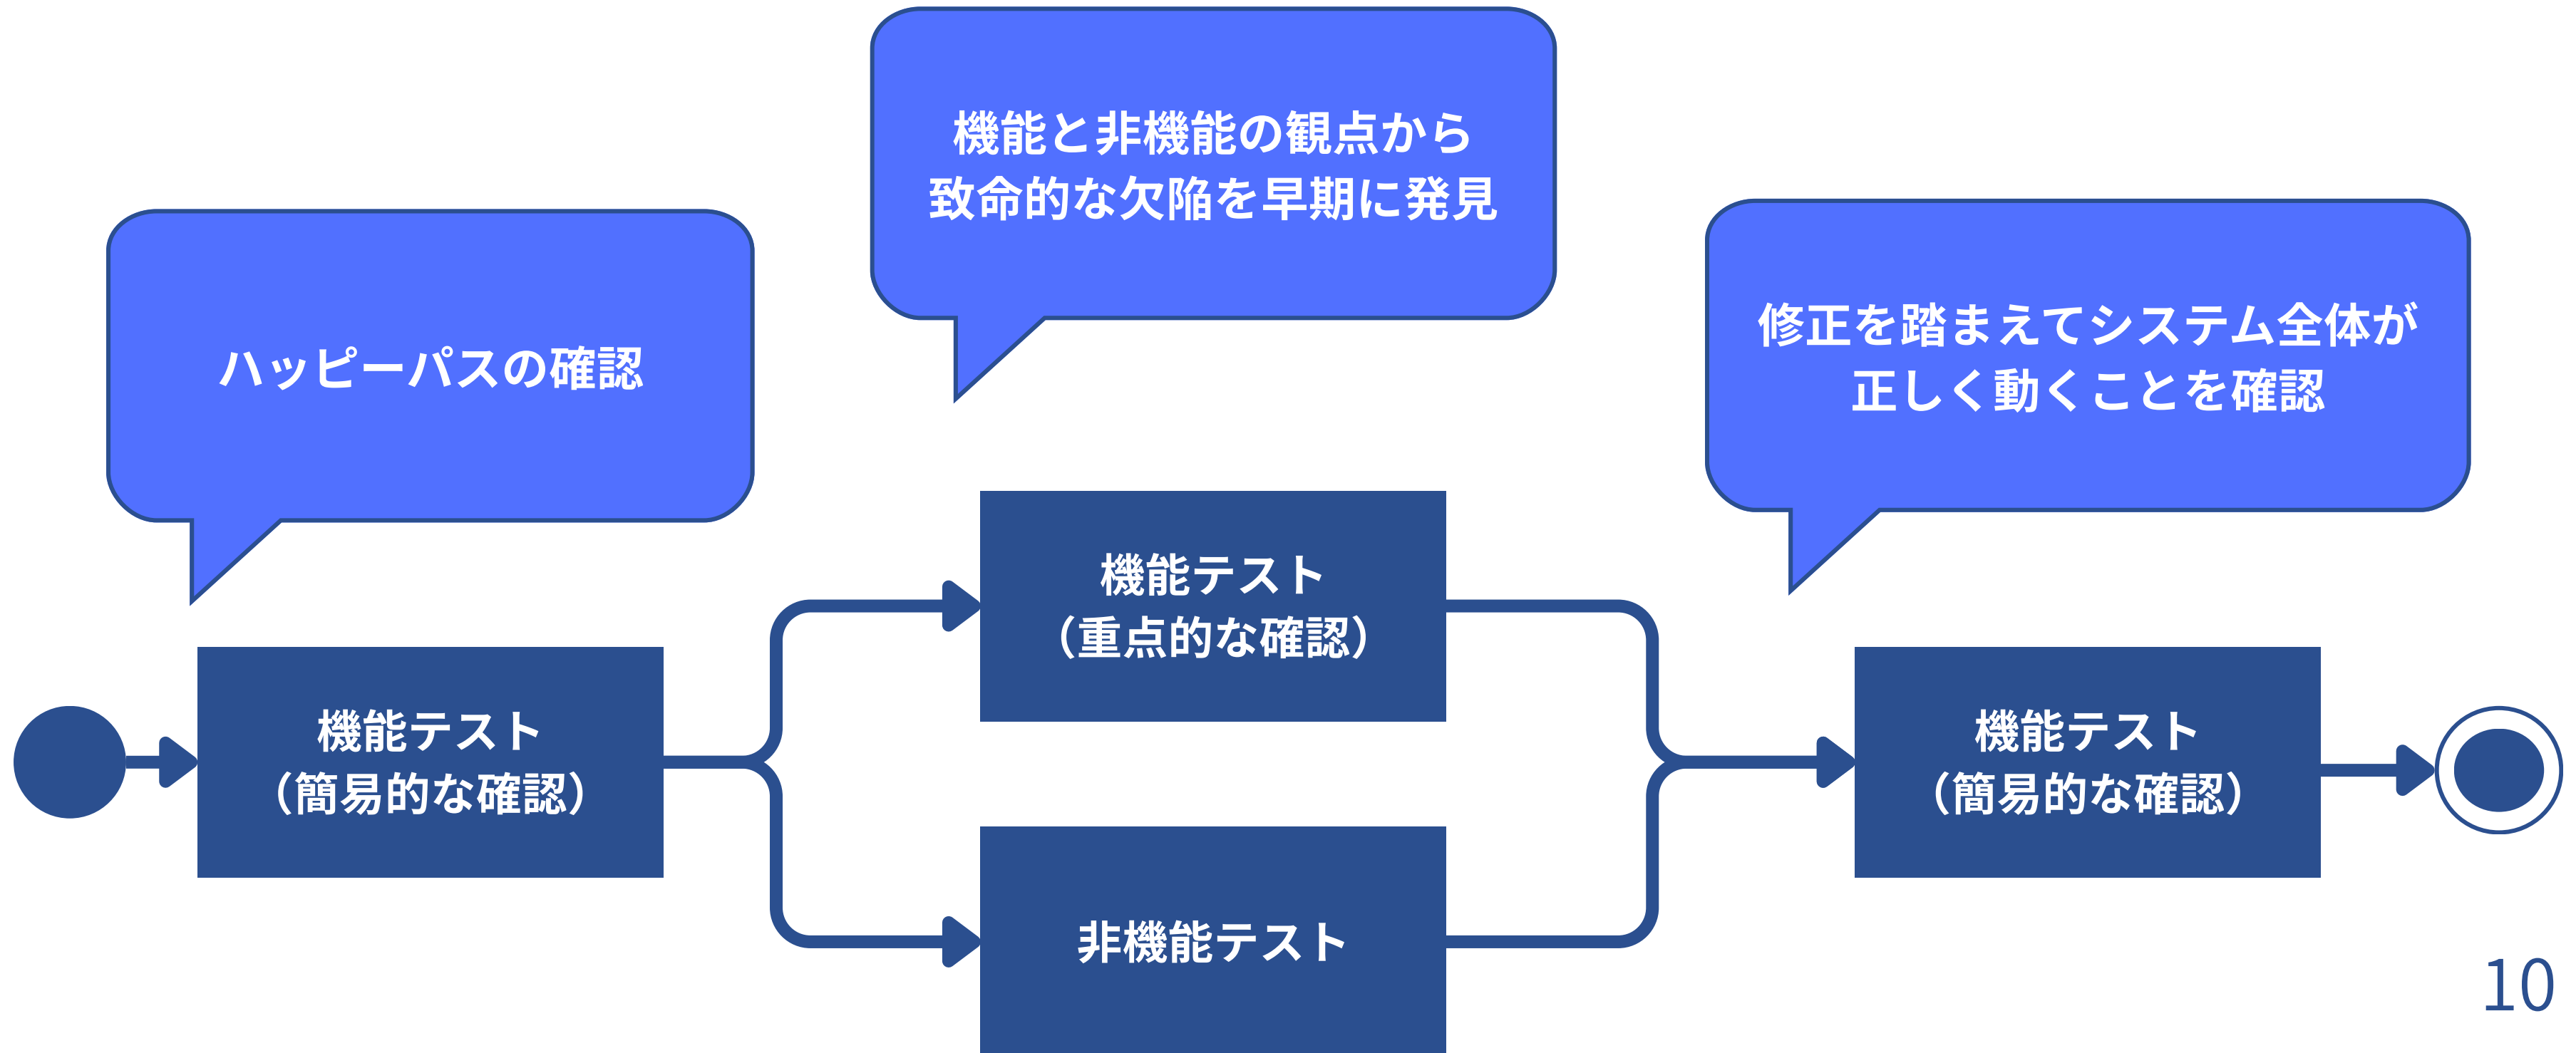 機能と非機能の観点から
致命的な欠陥を早期に発見
ハッピーパスの確認
修正を踏まえてシステム全体が
正しく動くことを確認
機能テスト
（簡易的な確認）
機能テスト
（重点的な確認）
非機能テスト
機能テスト
（簡易的な確認）
10